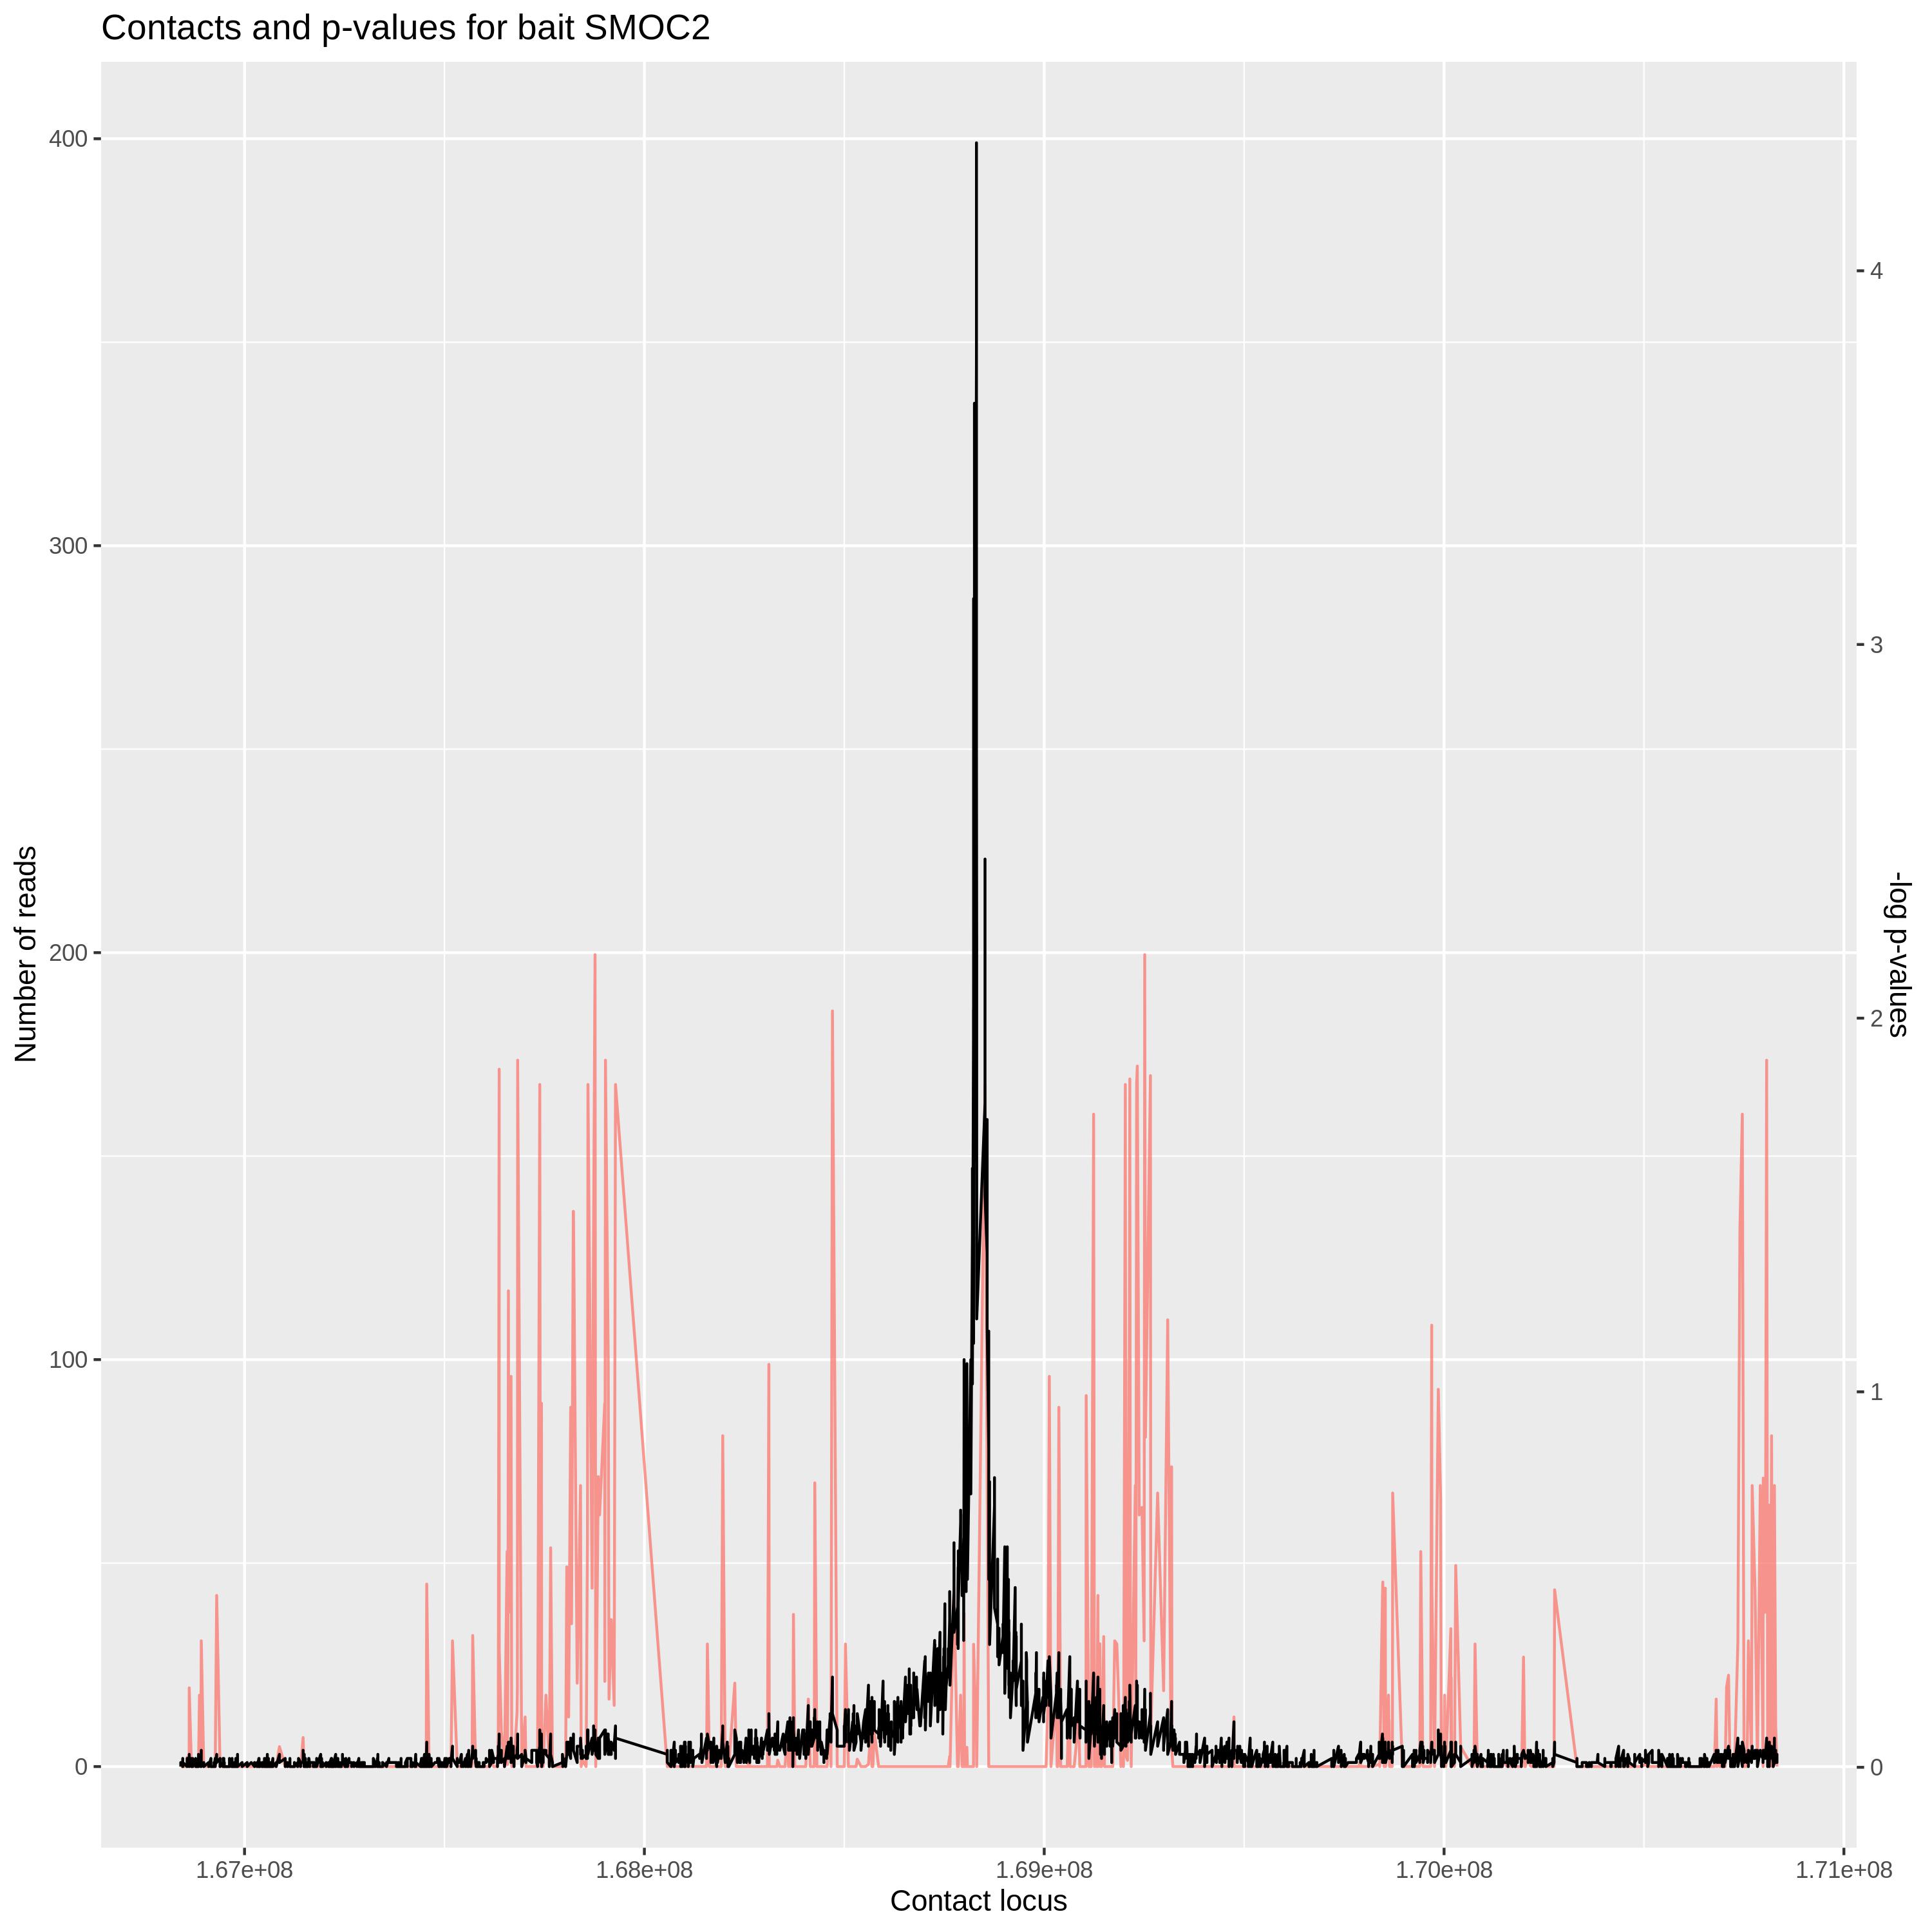 Contacts and p-values for bait SMOC2
400
300
200
100
0
Number of reads
4
3
2
1
0
-log p-values
1.67e+08 1.68e+08 1.69e+08 1.70e+08 1.71e+08
Contact locus